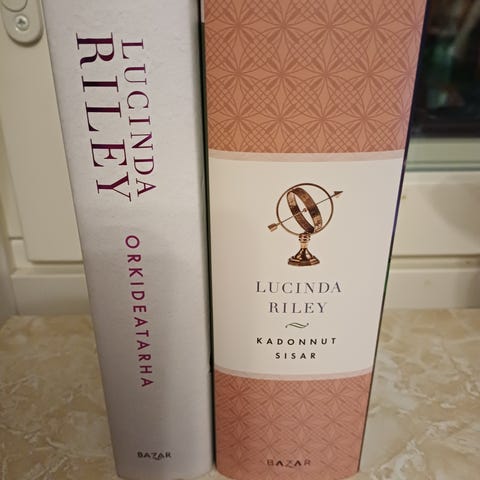 LUCINDA
RILEY
ORKIDEATARHA
BAZAR
LUCINDA
RILEY
KADONNUT
SISAR
BAZAR